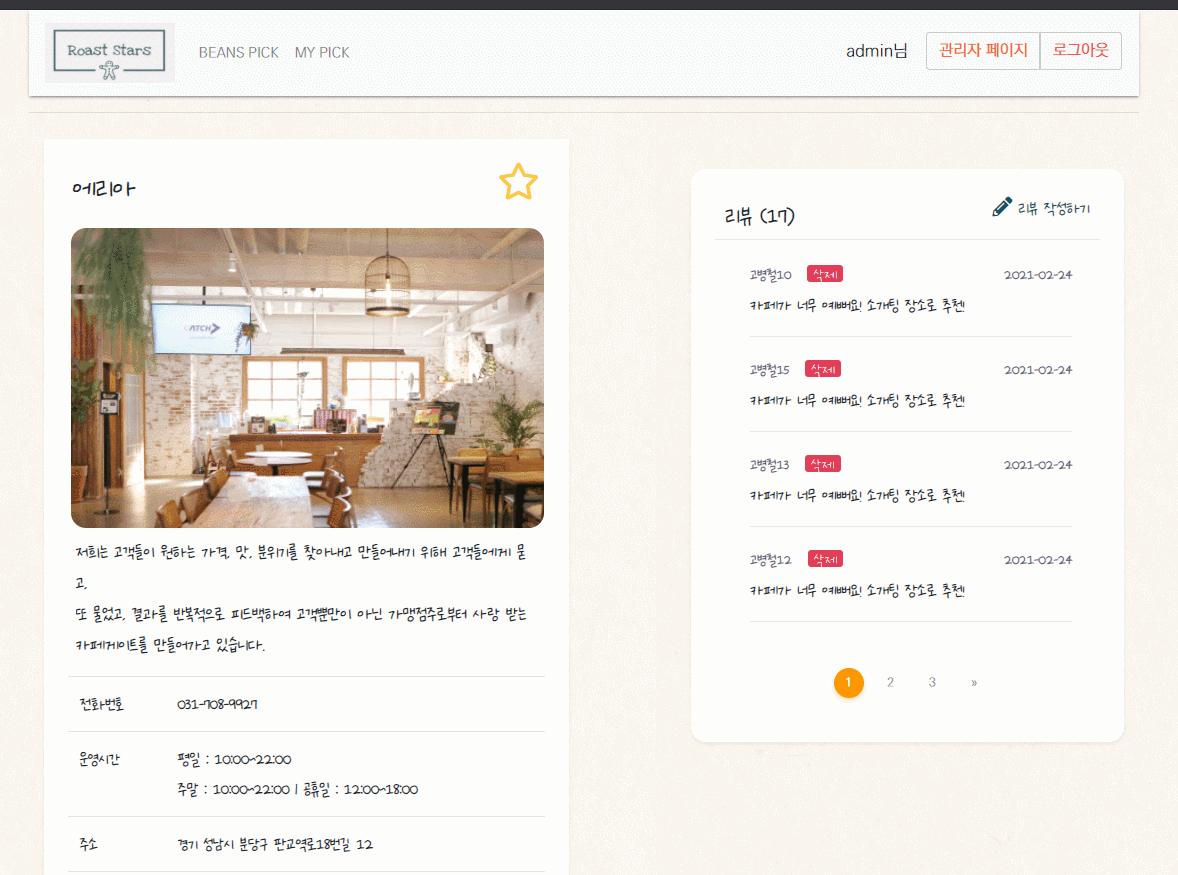 Roast Stars
BEANS PICK MY PICK
admin님 관리자 페이지 로그아웃
에리아
CATCH
저희는 고객들이 원하는 가격, 맛, 분위기를 찾아내고 만들어내기 위해 고객들에게 묻
고,
또 물었고, 결과를 반복적으로 피드백하여 고객뿐만이 아닌 가맹점주로부터 사랑 받는
카페게이트를 만들어가고 있습니다.
전화번호 031-708-9927
운영시간 평일 : 10:00~22:00
주말 : 10:00~22:00 | 공휴일 : 12:00~18:00
주소 경기 성남시 분당구 판교역로18번길 12
리뷰 (17) 리뷰 작성하기
고병철10 삭제 2021-02-24
카페가 너무 예뻐요! 소개팅 장소로 추천!
고병철15 삭제 2021-02-24
카페가 너무 예뻐요! 소개팅 장소로 추천!
고병철13 삭제 2021-02-24
카페가 너무 예뻐요! 소개팅 장소로 추천!
고병철12 삭제 2021-02-24
카페가 너무 예뻐요! 소개팅 장소로 추천!
1 2 3 »